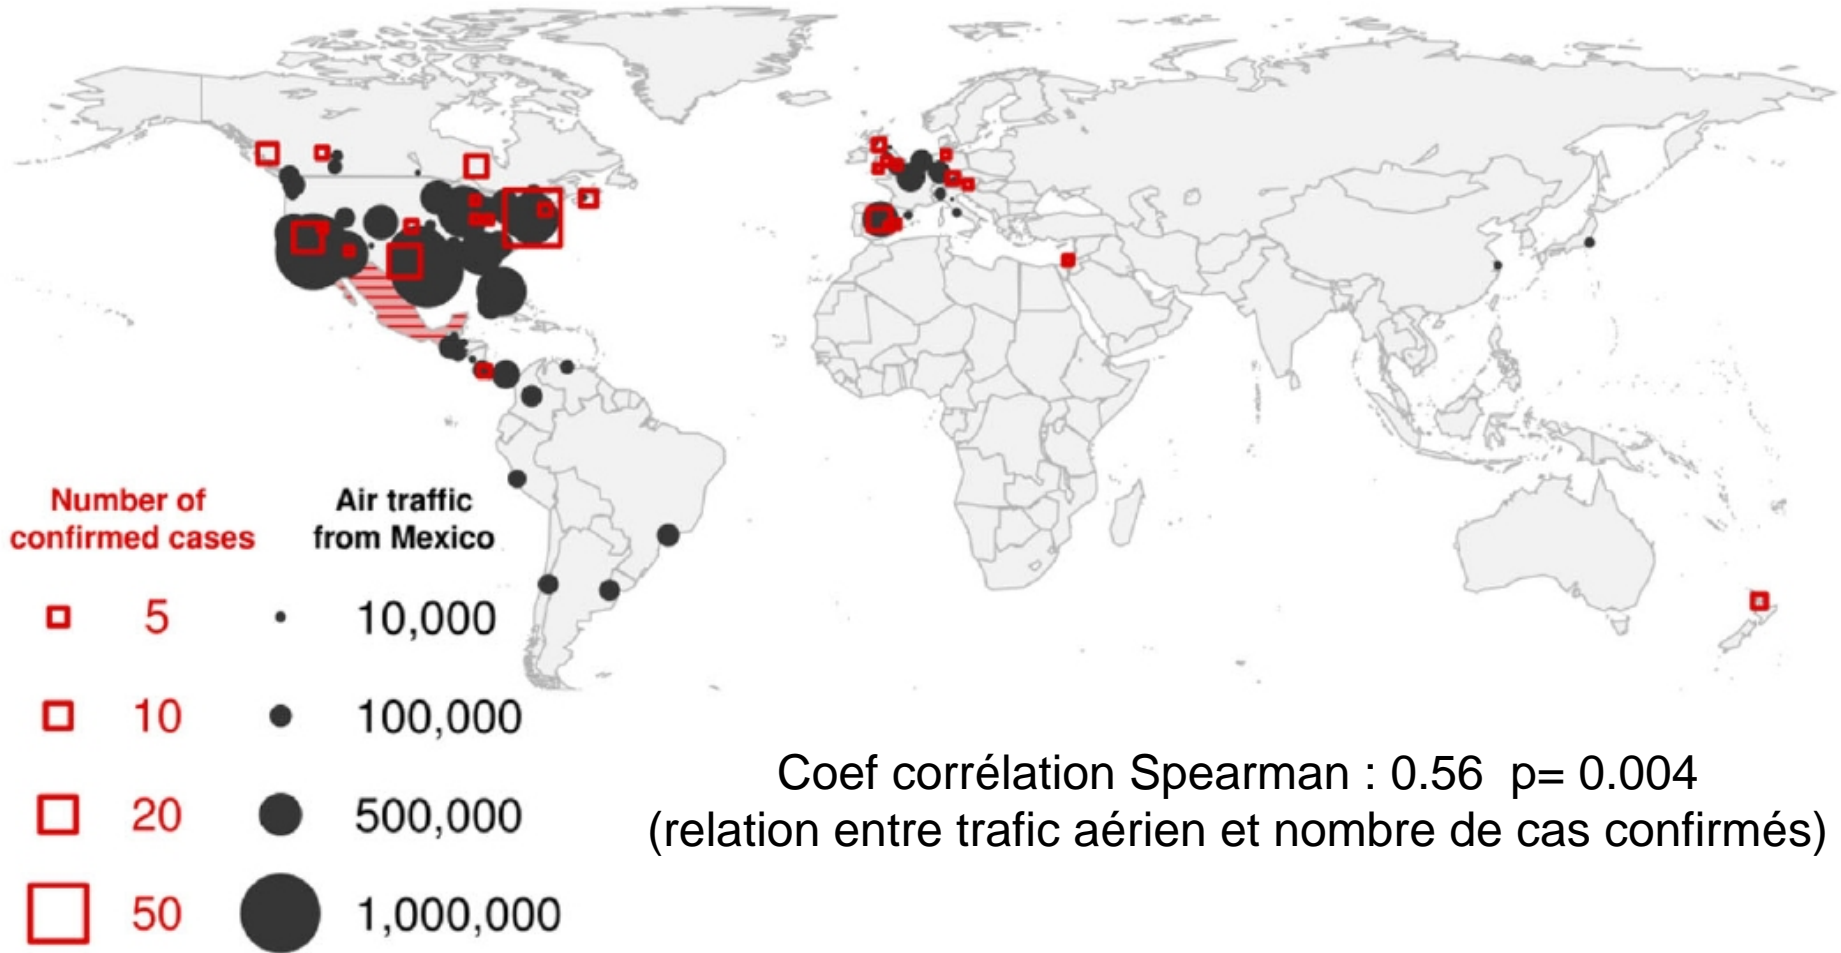 Number of
confirmed cases
Air traffic
from Mexico
5 10,000
10 100,000
20 500,000
50 1,000,000
Coef corrélation Spearman : 0.56 p= 0.004
(relation entre trafic aérien et nombre de cas confirmés)